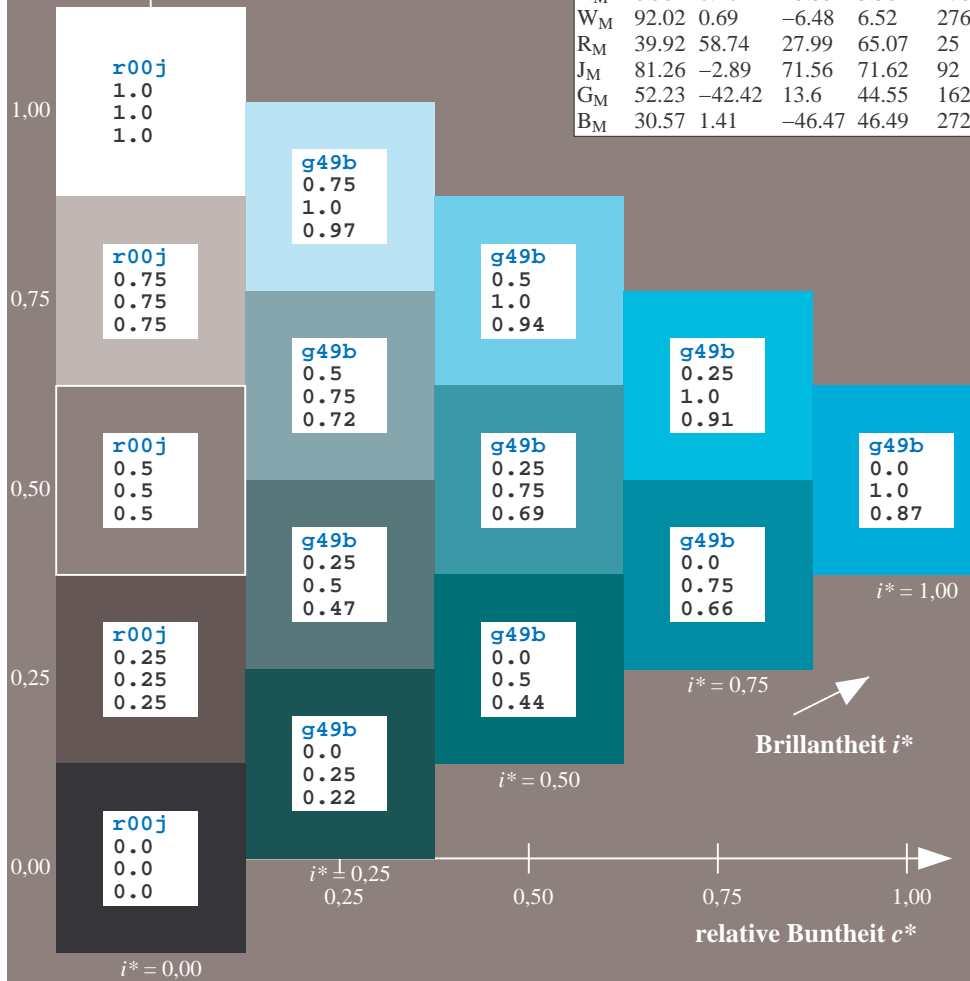 W_M 92.02 0.69 −6.48 6.52 276
R_M 39.92 58.74 27.99 65.07 25
J_M 81.26 −2.89 71.56 71.62 92
G_M 52.23 −42.42 13.6 44.55 162
B_M 30.57 1.41 −46.47 46.49 272
1,00
r00j
1.0
1.0
1.0
g49b
0.75
1.0
0.97
0,75
r00j
0.75
0.75
0.75
g49b
0.5
1.0
0.94
g49b
0.5
0.75
0.72
g49b
0.25
1.0
0.91
0,50
r00j
0.5
0.5
0.5
g49b
0.25
0.75
0.69
g49b
0.0
1.0
0.87
i* = 1,00
g49b
0.25
0.5
0.47
g49b
0.0
0.75
0.66
i* = 0,75
0,25
r00j
0.25
0.25
0.25
g49b
0.0
0.5
0.44
i* = 0,50
Brillantheit i*
g49b
0.0
0.25
0.22
i* = 0,25
0,00
r00j
0.0
0.0
0.0
i* = 0,00
0,25 0,50 0,75 1,00
relative Buntheit c*